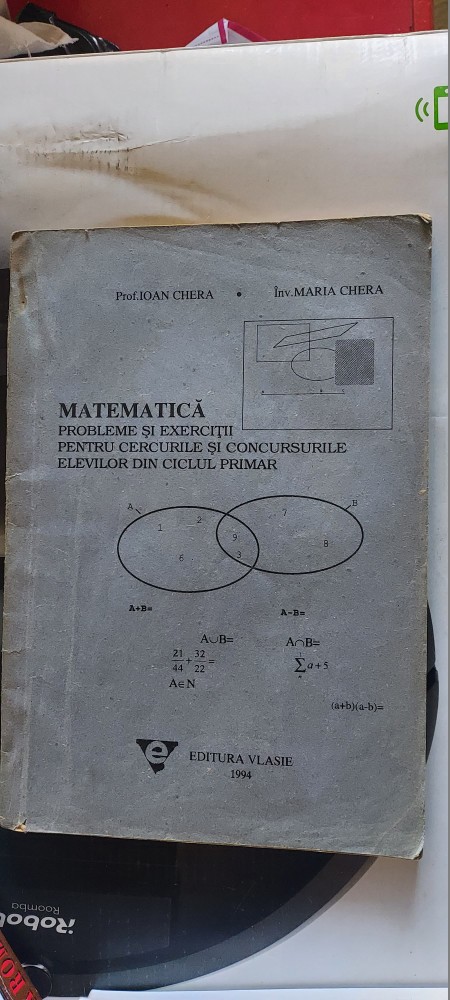 Prof.IOAN CHERA • Înv.MARIA CHERA
MATEMATICĂ
PROBLEME ȘI EXERCIȚII
PENTRU CERCURILE ȘI CONCURSURILE
ELEVILOR DIN CICLUL PRIMAR
A B
1 2 7
9
6 3 8
A+B= A-B=
A∪B= A∩B=
21/44 + 32/22 = ∑ a+5
A∈N
(a+b)(a-b)=
e EDITURA VLASIE
1994
iRobot
Roomba
A ROM